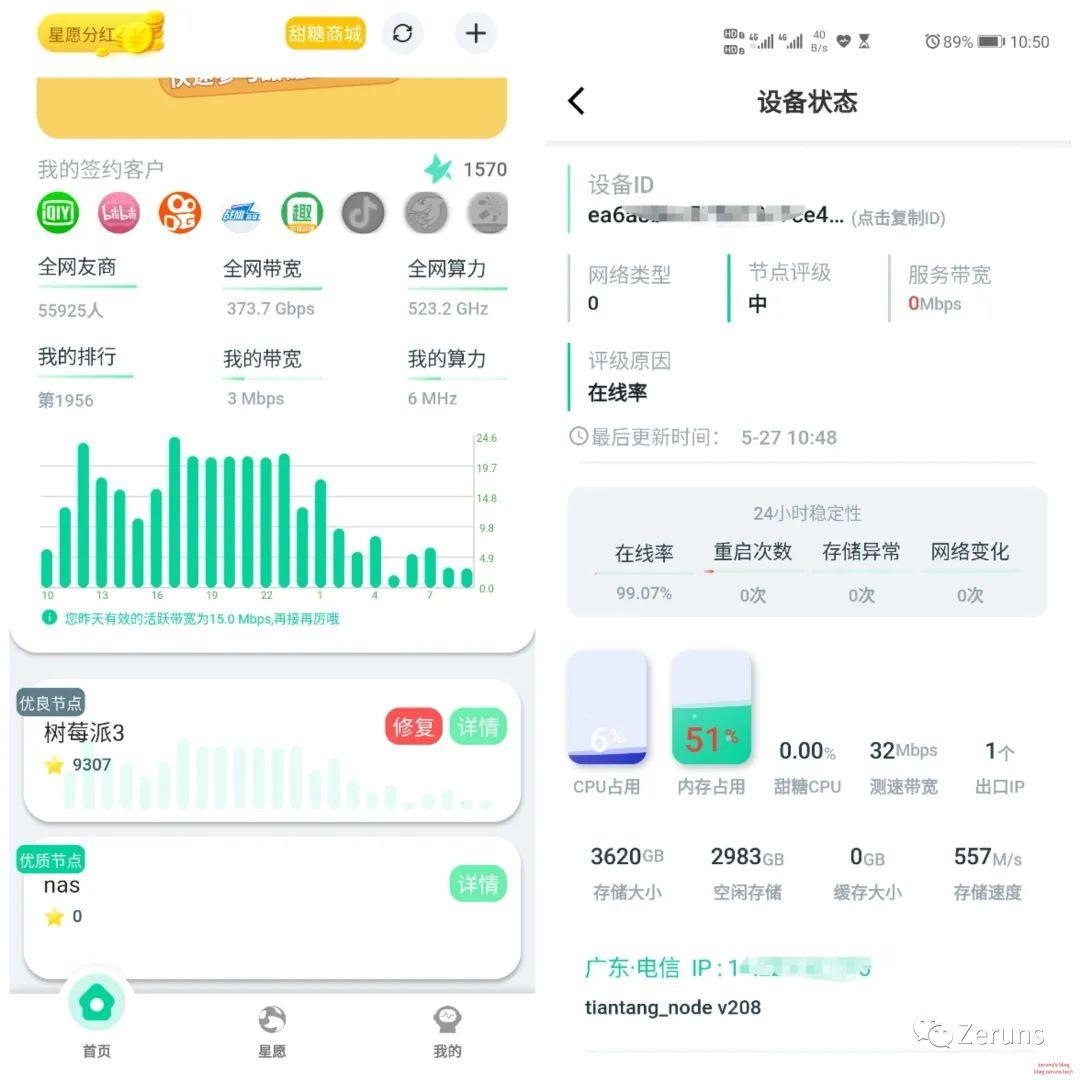 星愿分红
甜糖商城
我的签约客户
1570
iQIY
bilibili
趣
全网友商
全网带宽
全网算力
55925人
373.7 Gbps
523.2 GHz
我的排行
我的带宽
我的算力
第1956
3 Mbps
6 MHz
24.6
19.7
14.8
9.8
4.9
0.0
10 13 16 19 22 1 4 7
您昨天有效的活跃带宽为15.0 Mbps,再接再厉哦
优良节点
树莓派3
修复
详情
9307
优质节点
nas
详情
0
首页
星愿
我的
40 B/s
89%
10:50
设备状态
设备ID
ea6a
ce4... (点击复制ID)
网络类型
节点评级
服务带宽
0
中
0Mbps
评级原因
在线率
最后更新时间： 5-27 10:48
24小时稳定性
在线率 重启次数 存储异常 网络变化
99.07% 0次 0次 0次
6%
51%
0.00%
32Mbps
1个
CPU占用
内存占用
甜糖CPU
测速带宽
出口IP
3620GB
2983GB
0GB
557M/s
存储大小
空闲存储
缓存大小
存储速度
广东·电信 IP : 1
tiantang_node v208
Zeruns
zeruns's blog
blog.zeruns.tech